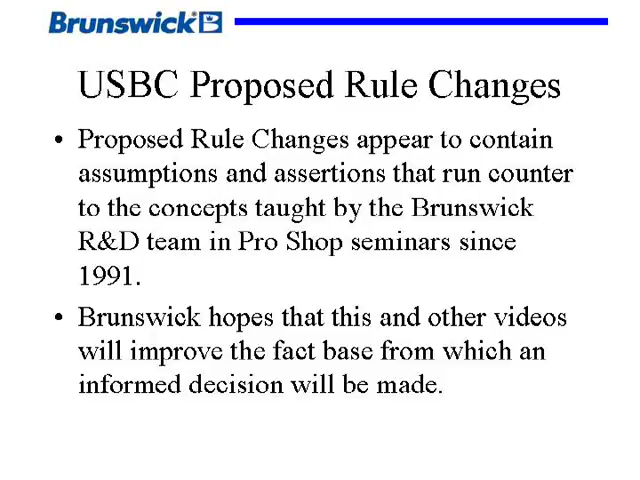 Brunswick B
USBC Proposed Rule Changes
• Proposed Rule Changes appear to contain
assumptions and assertions that run counter
to the concepts taught by the Brunswick
R&D team in Pro Shop seminars since
1991.
• Brunswick hopes that this and other videos
will improve the fact base from which an
informed decision will be made.